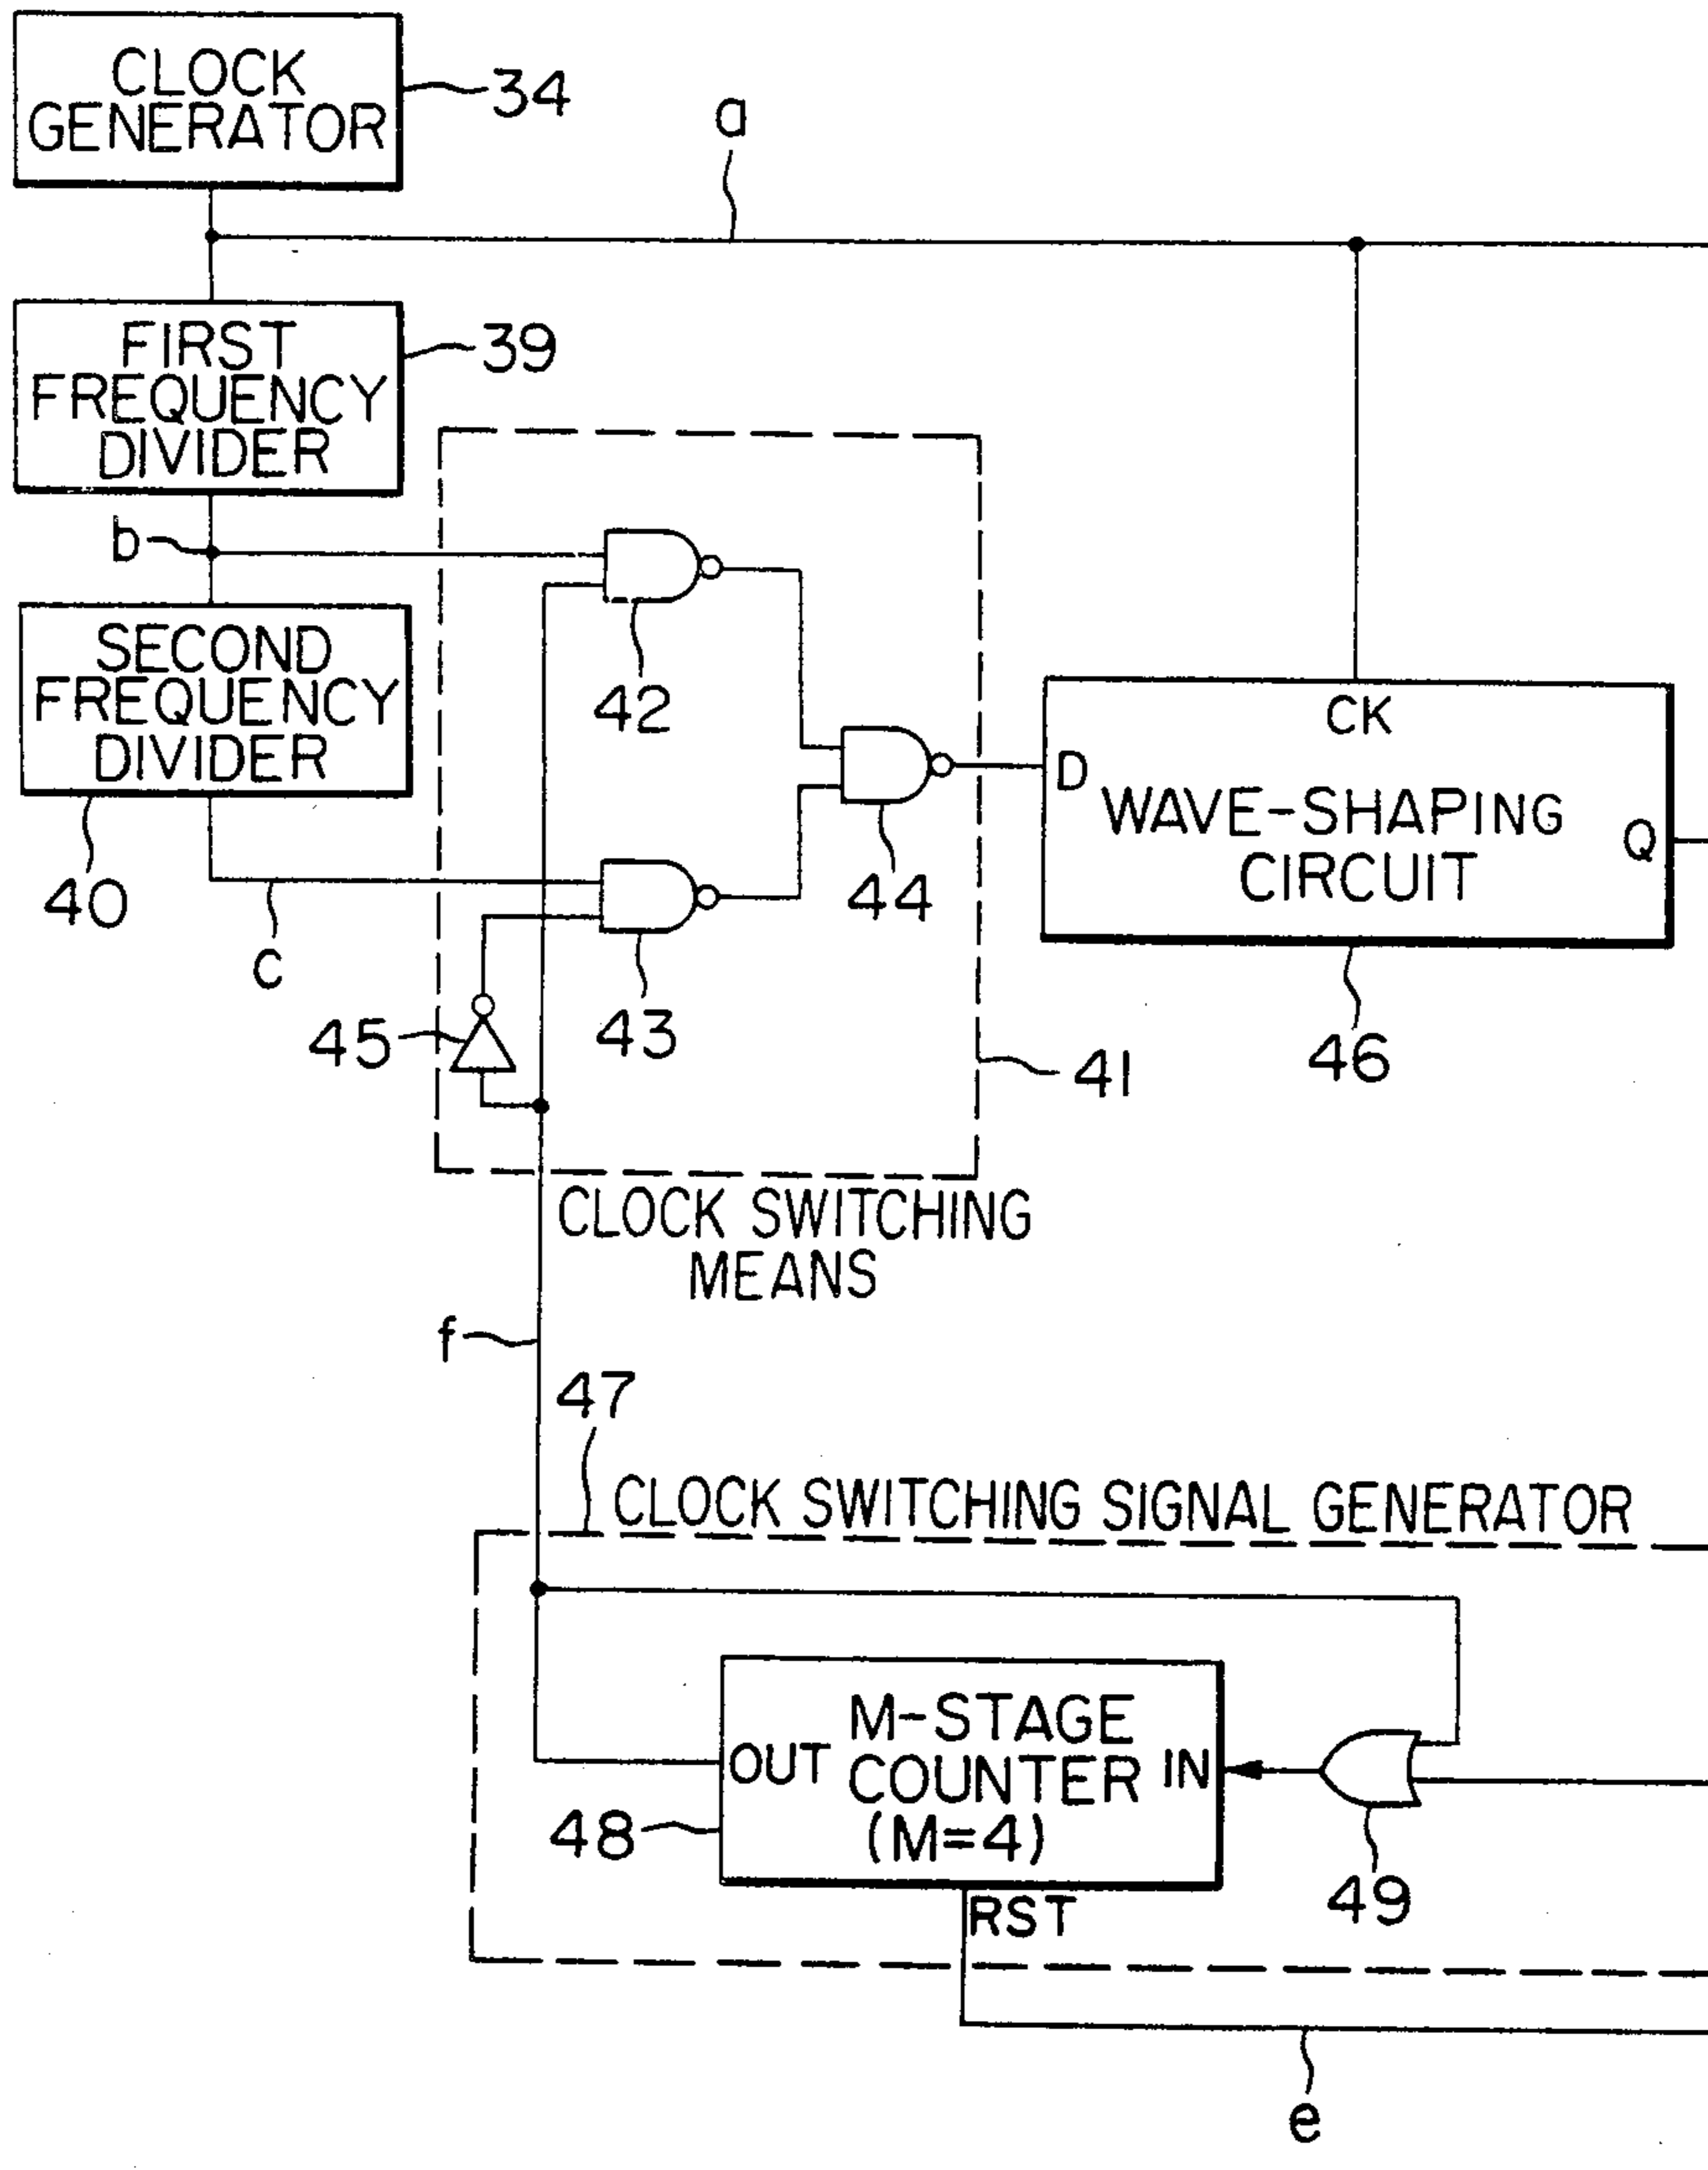 CLOCK
GENERATOR
34
a
FIRST
FREQUENCY
DIVIDER
39
b
SECOND
FREQUENCY
DIVIDER
40
c
42
43
44
45
41
CLOCK SWITCHING
MEANS
CK
D
WAVE-SHAPING
CIRCUIT
Q
46
f
47
CLOCK SWITCHING SIGNAL GENERATOR
M-STAGE
OUT COUNTER IN
(M=4)
48
RST
49
e